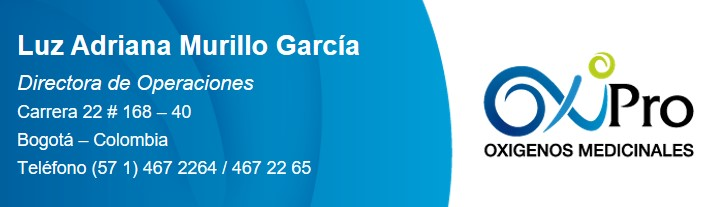 Luz Adriana Murillo García
Directora de Operaciones
Carrera 22 # 168 – 40
Bogotá – Colombia
Teléfono (57 1) 467 2264 / 467 22 65
OXiPro
OXIGENOS MEDICINALES